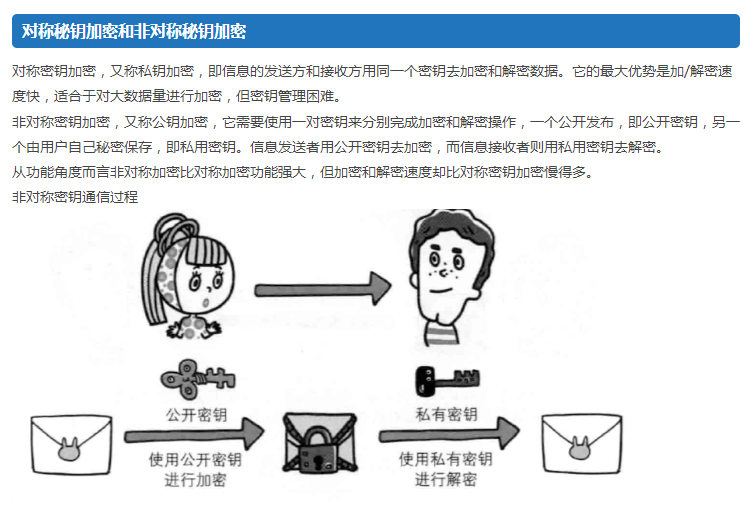 对称秘钥加密和非对称秘钥加密
对称密钥加密，又称私钥加密，即信息的发送方和接收方用同一个密钥去加密和解密数据。它的最大优势是加/解密速
度快，适合于对大数据量进行加密，但密钥管理困难。
非对称密钥加密，又称公钥加密，它需要使用一对密钥来分别完成加密和解密操作，一个公开发布，即公开密钥，另一
个由用户自己秘密保存，即私用密钥。信息发送者用公开密钥去加密，而信息接收者则用私用密钥去解密。
从功能角度而言非对称加密比对称加密功能强大，但加密和解密速度却比对称密钥加密慢得多。
非对称密钥通信过程
公开密钥
私有密钥
使用公开密钥
进行加密
使用私有密钥
进行解密